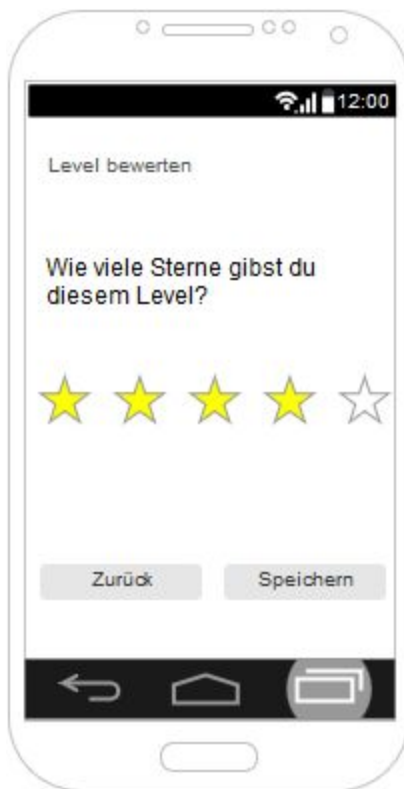 12:00
Level bewerten
Wie viele Sterne gibst du
diesem Level?
Zurück
Speichern